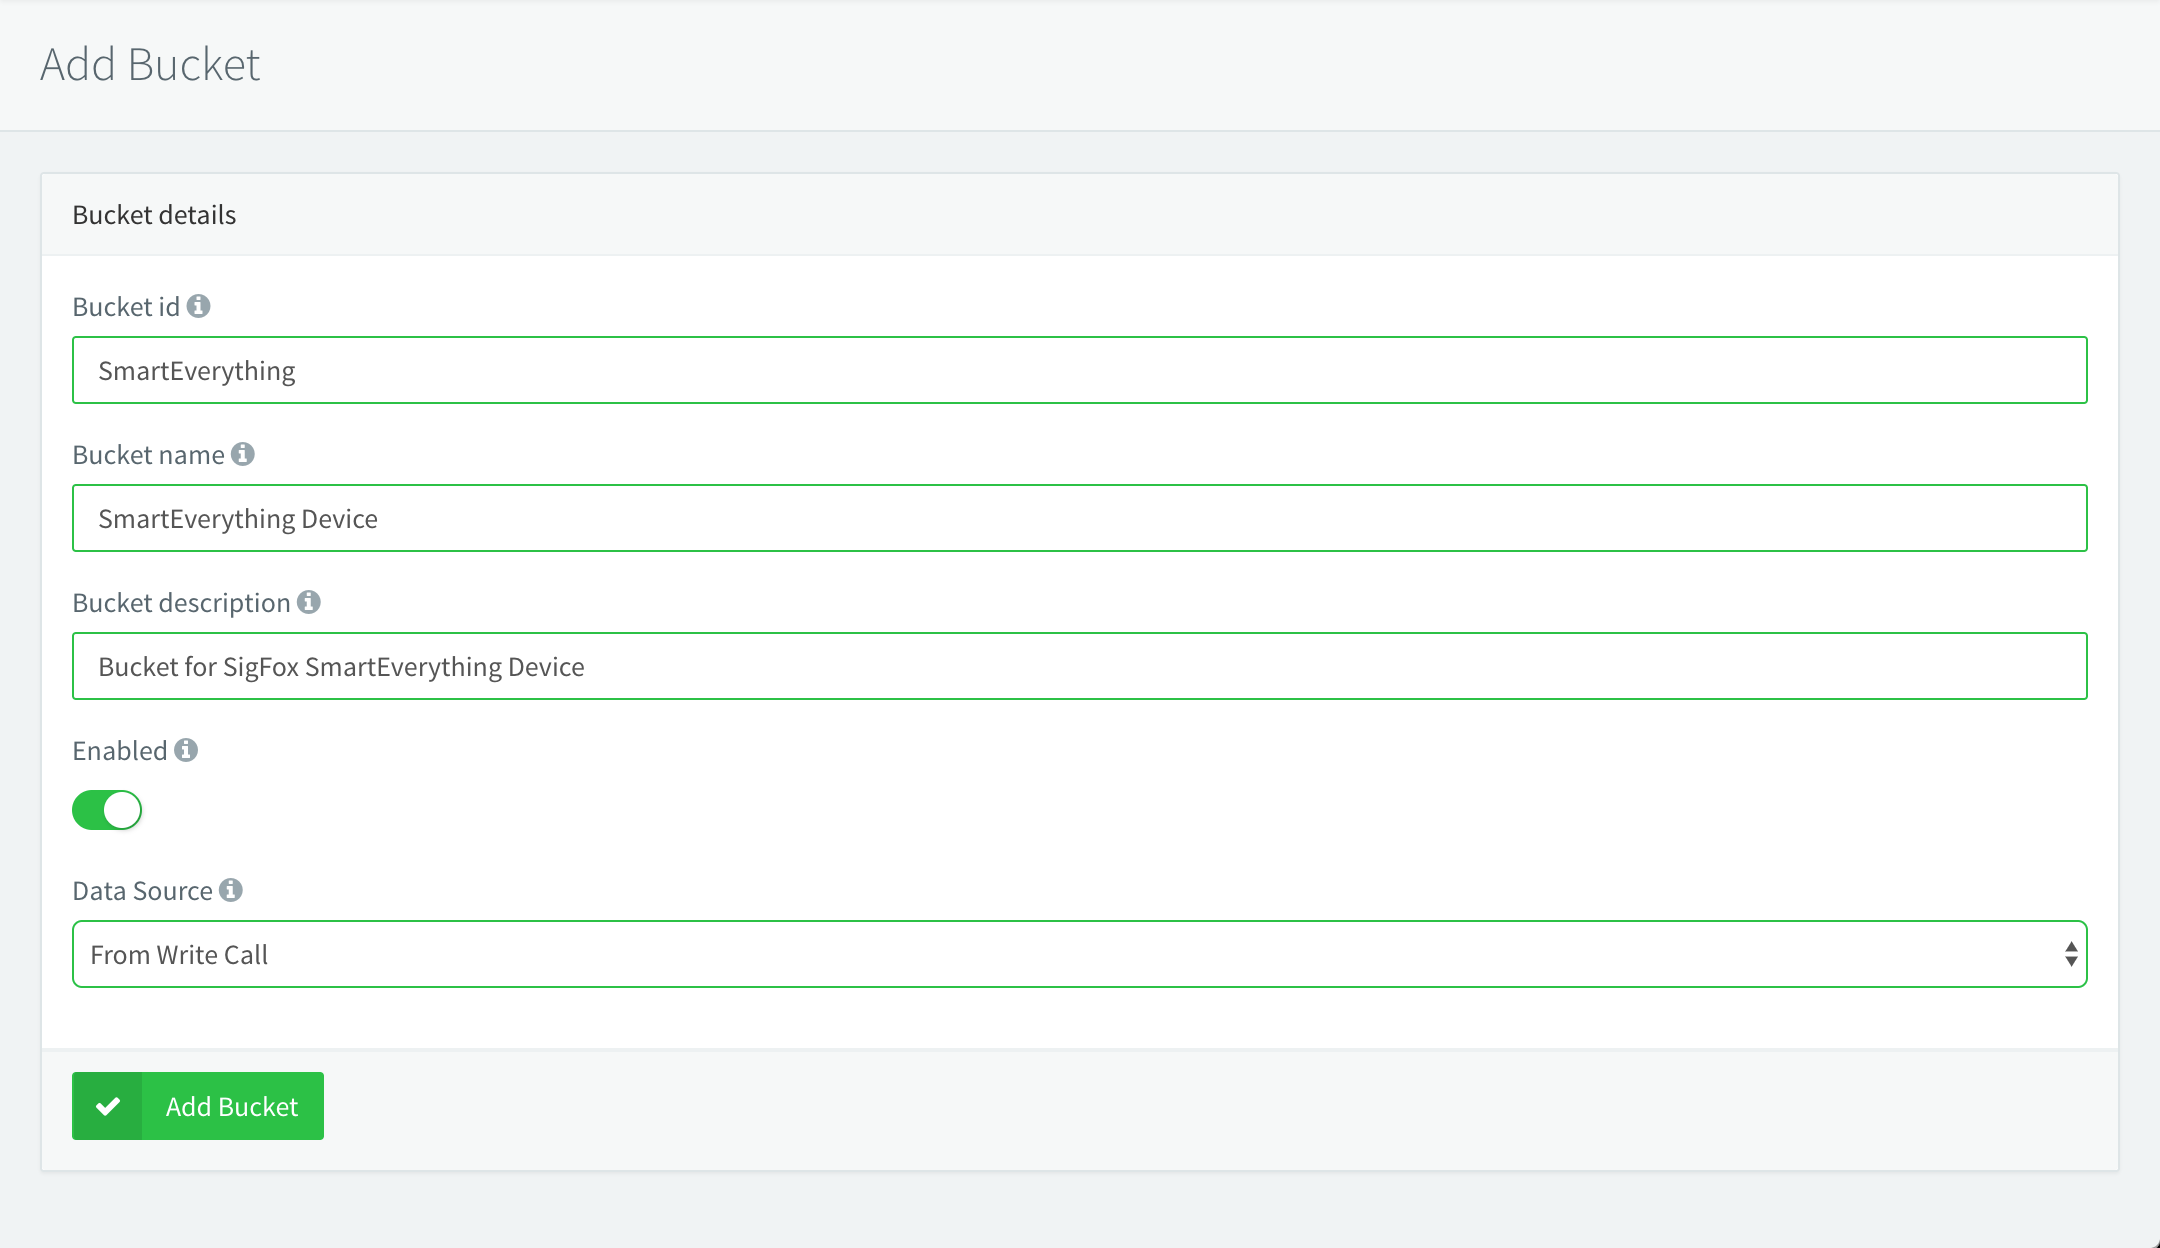 Add Bucket
Bucket details
Bucket id
SmartEverything
Bucket name
SmartEverything Device
Bucket description
Bucket for SigFox SmartEverything Device
Enabled
Data Source
From Write Call
Add Bucket